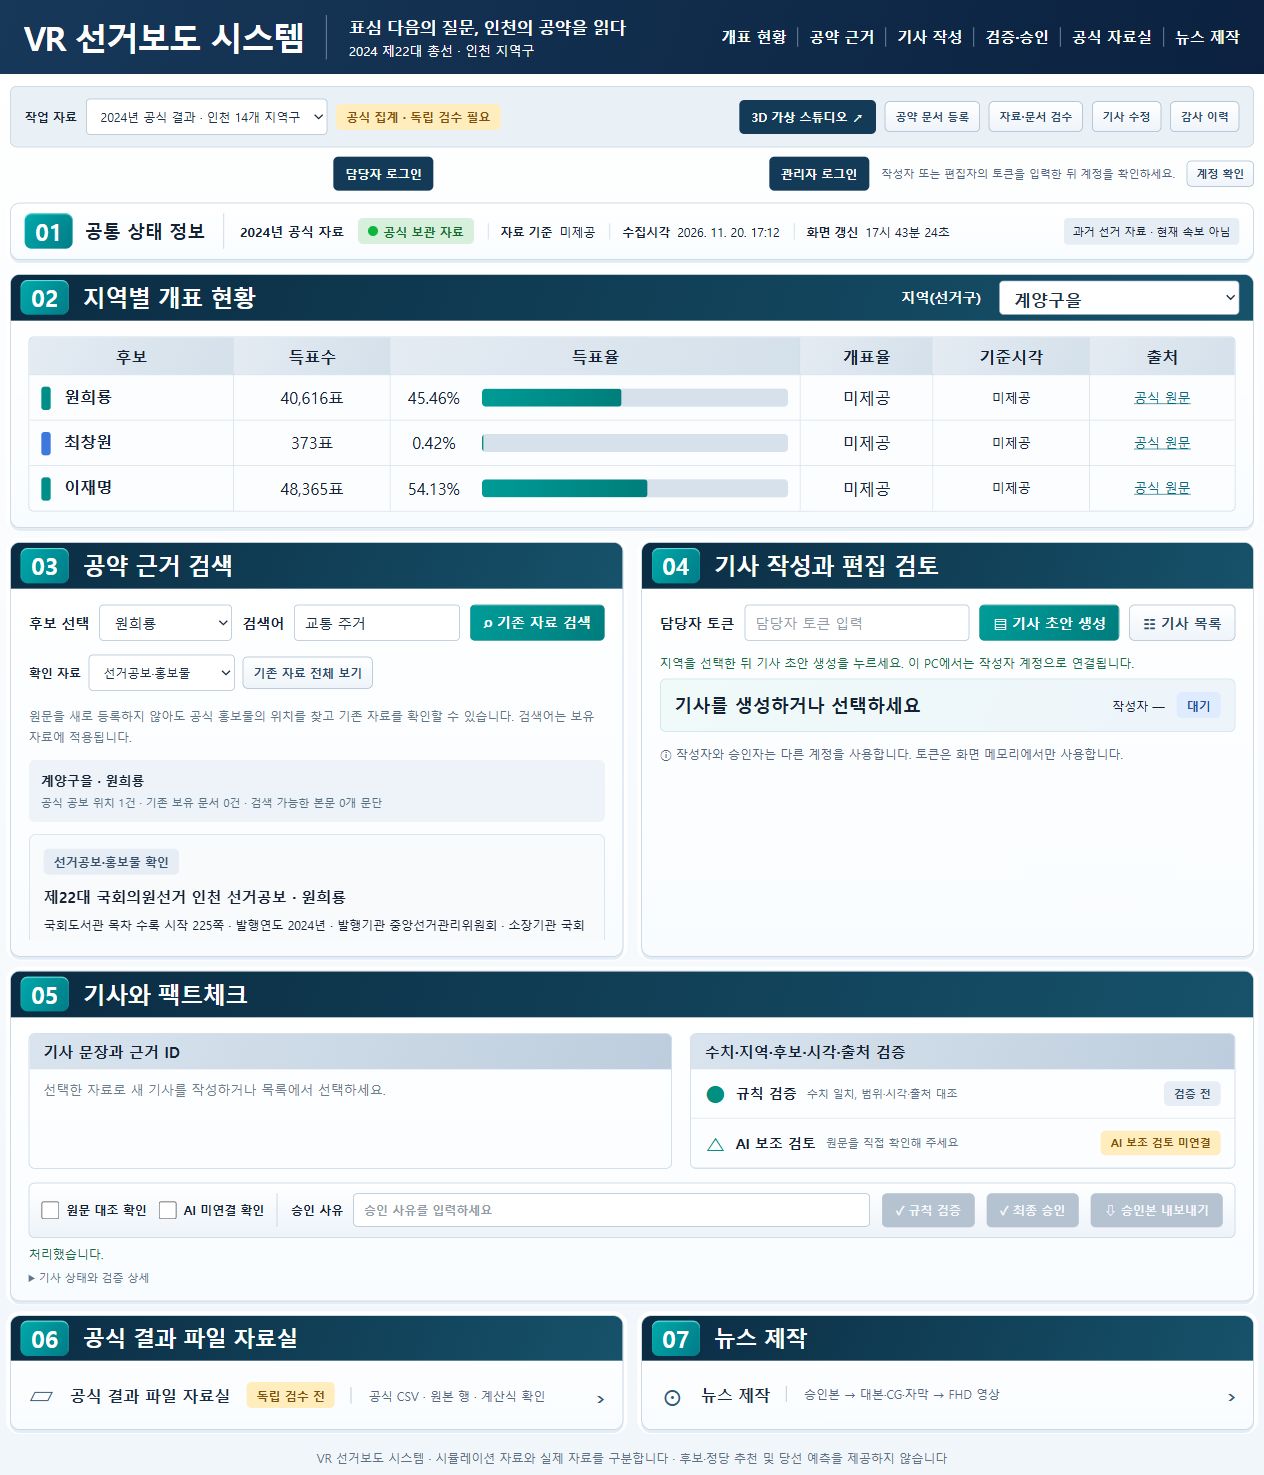 VR 선거보도 시스템
표심 다음의 질문, 인천의 공약을 읽다
2024 제22대 총선 · 인천 지역구
개표 현황 공약 근거 기사 작성 검증·승인 공식 자료실 뉴스 제작
작업 자료 2024년 공식 결과 · 인천 14개 지역구 공식 집계 · 독립 검수 필요 3D 가상 스튜디오 ↗ 공약 문서 등록 자료·문서 검수 기사 수정 감사 이력
담당자 로그인 관리자 로그인 작성자 또는 편집자의 토큰을 입력한 뒤 계정을 확인하세요. 계정 확인
01 공통 상태 정보 2024년 공식 자료 공식 보관 자료 자료 기준 미제공 수집시각 2026. 11. 20. 17:12 화면 갱신 17시 43분 24초 과거 선거 자료 · 현재 속보 아님
02 지역별 개표 현황 지역(선거구) 계양구을
후보 득표수 득표율 개표율 기준시각 출처
원희룡 40,616표 45.46% 미제공 미제공 공식 원문
최창원 373표 0.42% 미제공 미제공 공식 원문
이재명 48,365표 54.13% 미제공 미제공 공식 원문
03 공약 근거 검색
후보 선택 원희룡 검색어 교통 주거 ⌕ 기존 자료 검색
확인 자료 선거공보·홍보물 기존 자료 전체 보기
원문을 새로 등록하지 않아도 공식 홍보물의 위치를 찾고 기존 자료를 확인할 수 있습니다. 검색어는 보유
자료에 적용됩니다.
계양구을 · 원희룡
공식 공보 위치 1건 · 기존 보유 문서 0건 · 검색 가능한 본문 0개 문단
선거공보·홍보물 확인
제22대 국회의원선거 인천 선거공보 · 원희룡
국회도서관 목차 수록 시작 225쪽 · 발행연도 2024년 · 발행기관 중앙선거관리위원회 · 소장기관 국회
04 기사 작성과 편집 검토
담당자 토큰 담당자 토큰 입력 ▤ 기사 초안 생성 ☷ 기사 목록
지역을 선택한 뒤 기사 초안 생성을 누르세요. 이 PC에서는 작성자 계정으로 연결됩니다.
기사를 생성하거나 선택하세요 작성자 — 대기
ⓘ 작성자와 승인자는 다른 계정을 사용합니다. 토큰은 화면 메모리에서만 사용합니다.
05 기사와 팩트체크
기사 문장과 근거 ID
선택한 자료로 새 기사를 작성하거나 목록에서 선택하세요.
수치·지역·후보·시각·출처 검증
규칙 검증 수치 일치, 범위·시각·출처 대조 검증 전
AI 보조 검토 원문을 직접 확인해 주세요 AI 보조 검토 미연결
원문 대조 확인 AI 미연결 확인 승인 사유 승인 사유를 입력하세요 ✓ 규칙 검증 ✓ 최종 승인 ⇩ 승인본 내보내기
처리했습니다.
▶ 기사 상태와 검증 상세
06 공식 결과 파일 자료실
공식 결과 파일 자료실 독립 검수 전 공식 CSV · 원본 행 · 계산식 확인 ›
07 뉴스 제작
뉴스 제작 승인본 → 대본·CG·자막 → FHD 영상 ›
VR 선거보도 시스템 · 시뮬레이션 자료와 실제 자료를 구분합니다 · 후보·정당 추천 및 당선 예측을 제공하지 않습니다